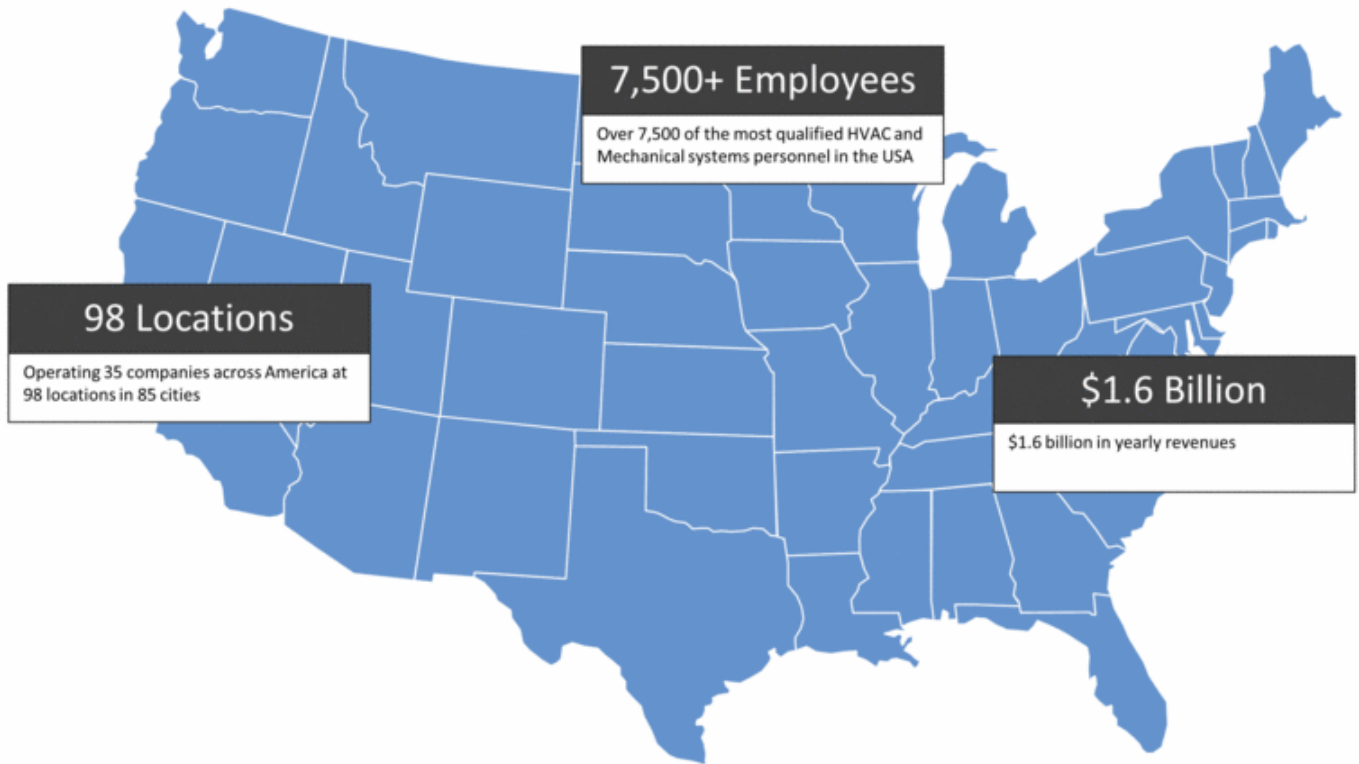 7,500+ Employees
Over 7,500 of the most qualified HVAC and
Mechanical systems personnel in the USA
98 Locations
Operating 35 companies across America at
98 locations in 85 cities
$1.6 Billion
$1.6 billion in yearly revenues